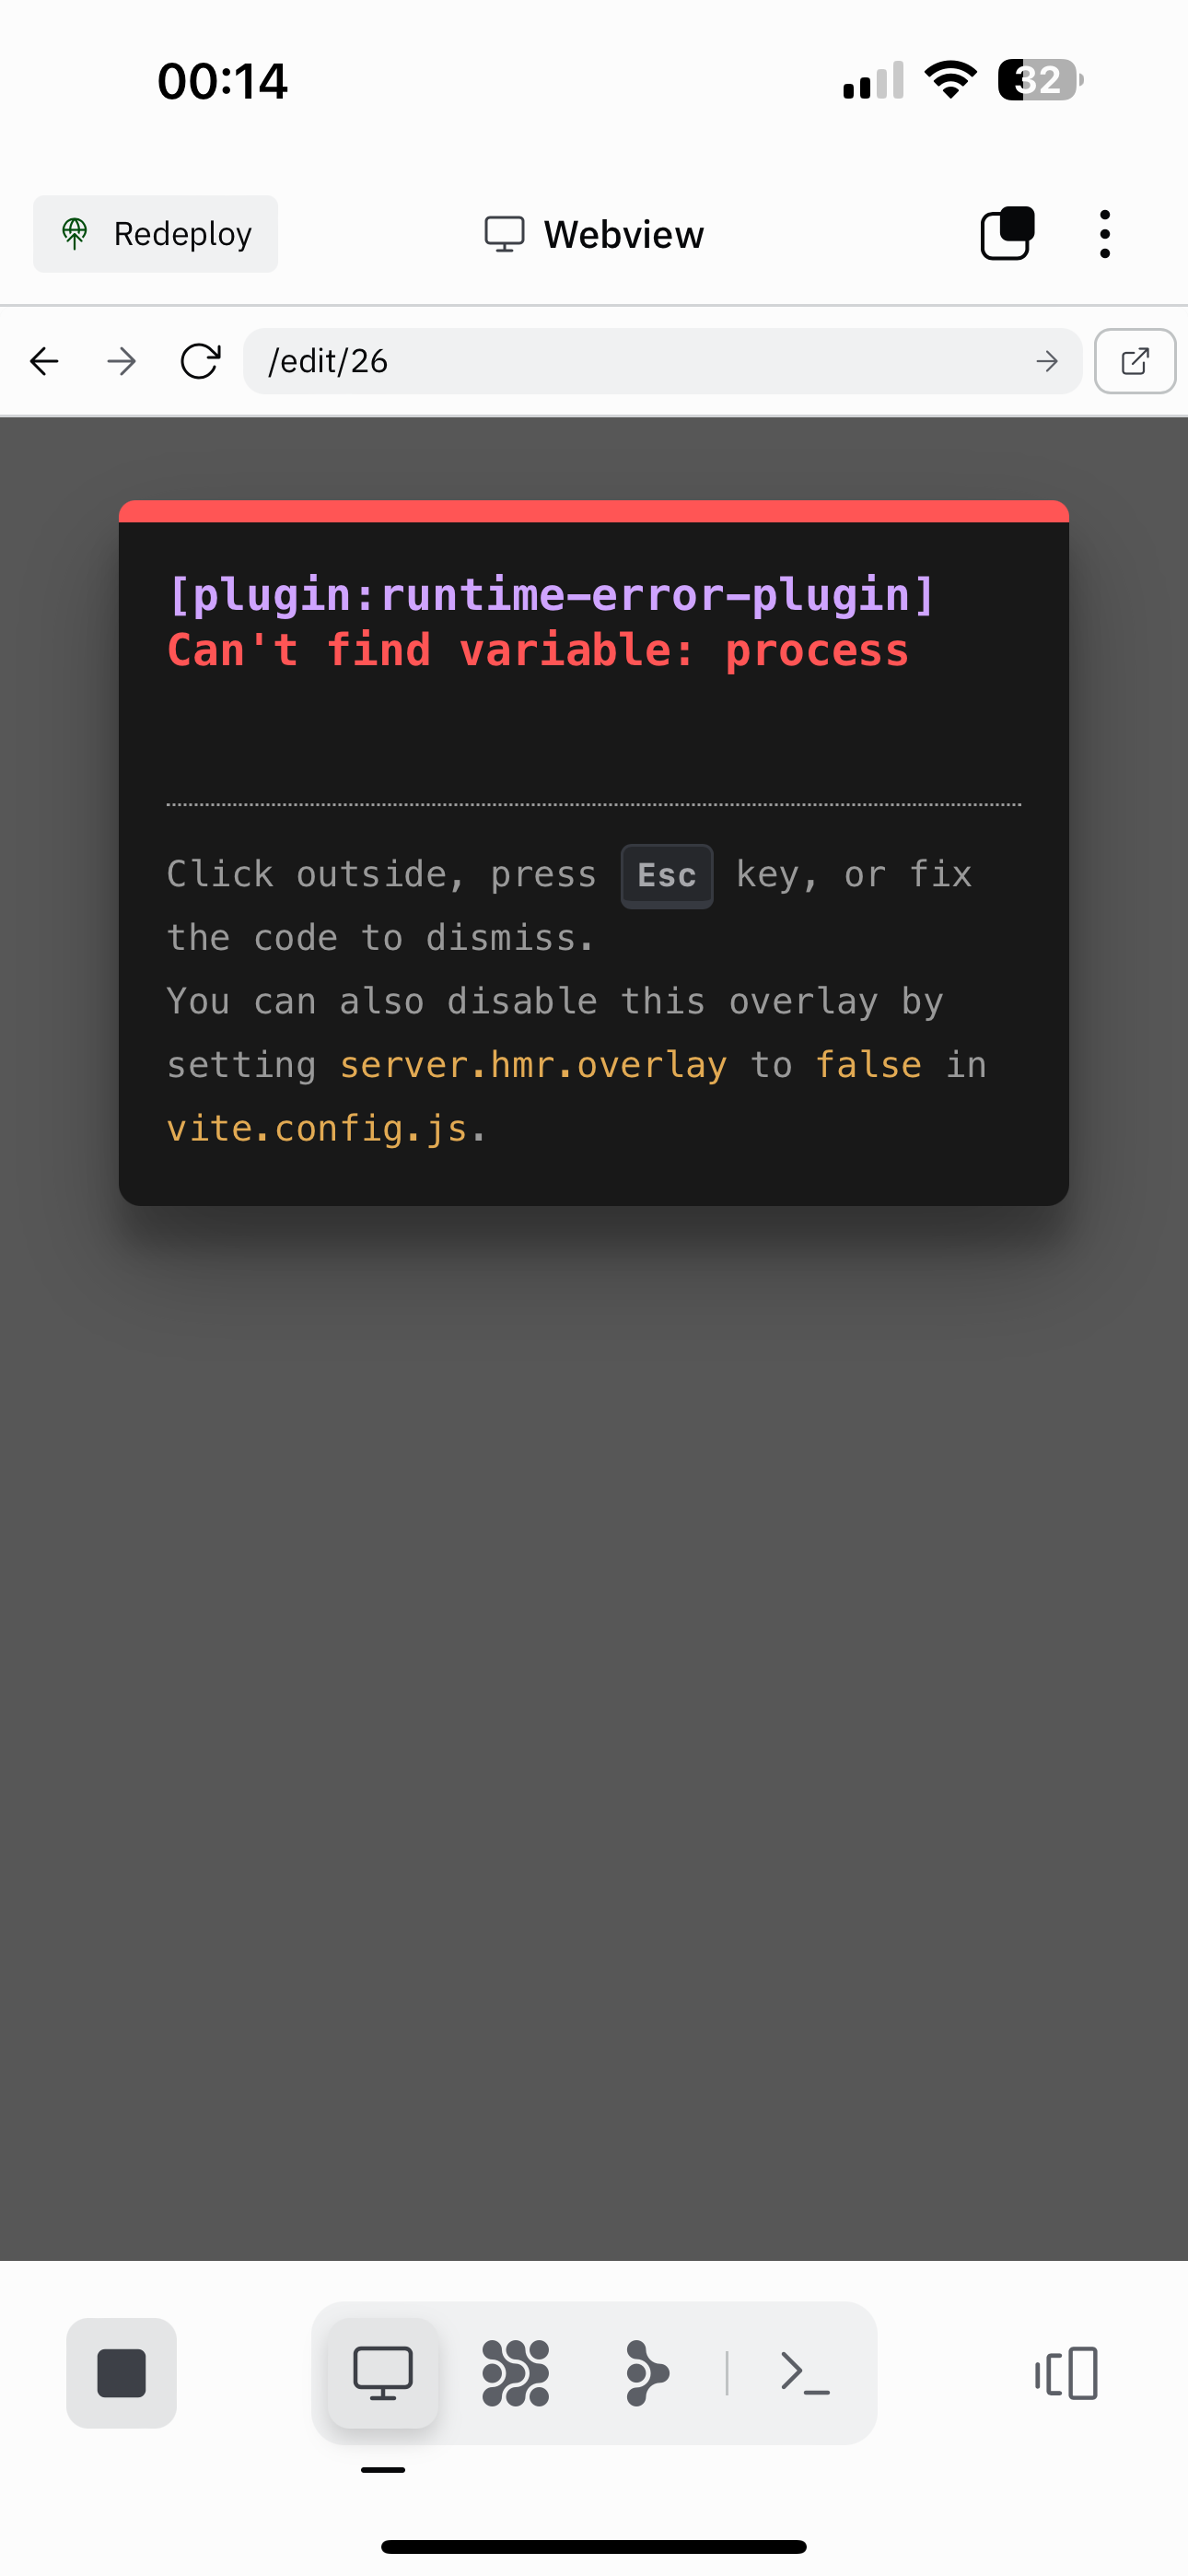 00:14
32
Redeploy
Webview
/edit/26
[plugin:runtime-error-plugin]
Can't find variable: process
Click outside, press Esc key, or fix
the code to dismiss.
You can also disable this overlay by
setting server.hmr.overlay to false in
vite.config.js.